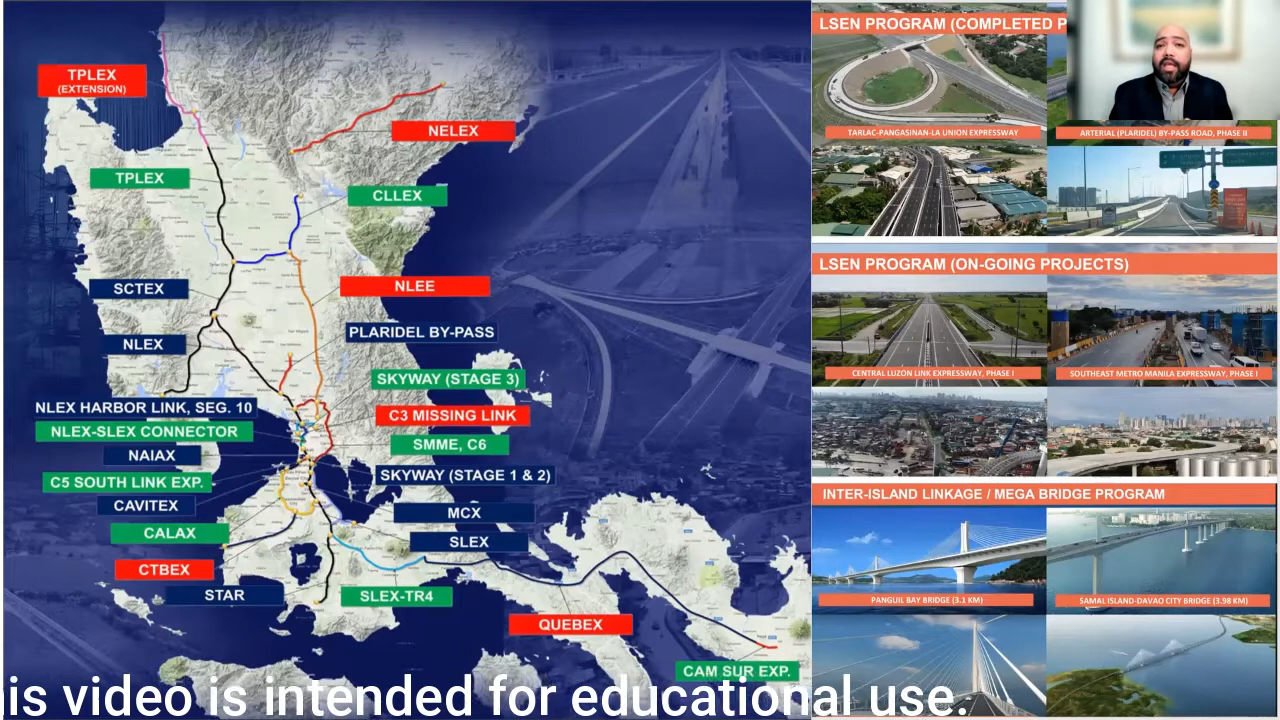 TPLEX
(EXTENSION)
NELEX
TPLEX
CLLEX
SCTEX
NLEE
NLEX
PLARIDEL BY-PASS
SKYWAY (STAGE 3)
NLEX HARBOR LINK, SEG. 10
C3 MISSING LINK
NLEX-SLEX CONNECTOR
SMME, C6
NAIAX
SKYWAY (STAGE 1 & 2)
C5 SOUTH LINK EXP.
CAVITEX
MCX
CALAX
SLEX
CTBEX
STAR
SLEX-TR4
QUEBEX
CAM SUR EXP.
is video is intended for educational use.
LSEN PROGRAM (COMPLETED P
TARLAC-PANGASINAN-LA UNION EXPRESSWAY
ARTERIAL (PLARIDEL) BY-PASS ROAD, PHASE II
LSEN PROGRAM (ON-GOING PROJECTS)
CENTRAL LUZON LINK EXPRESSWAY, PHASE I
SOUTHEAST METRO MANILA EXPRESSWAY, PHASE I
INTER-ISLAND LINKAGE / MEGA BRIDGE PROGRAM
PANGUIL BAY BRIDGE (3.1 KM)
SAMAL ISLAND-DAVAO CITY BRIDGE (3.98 KM)